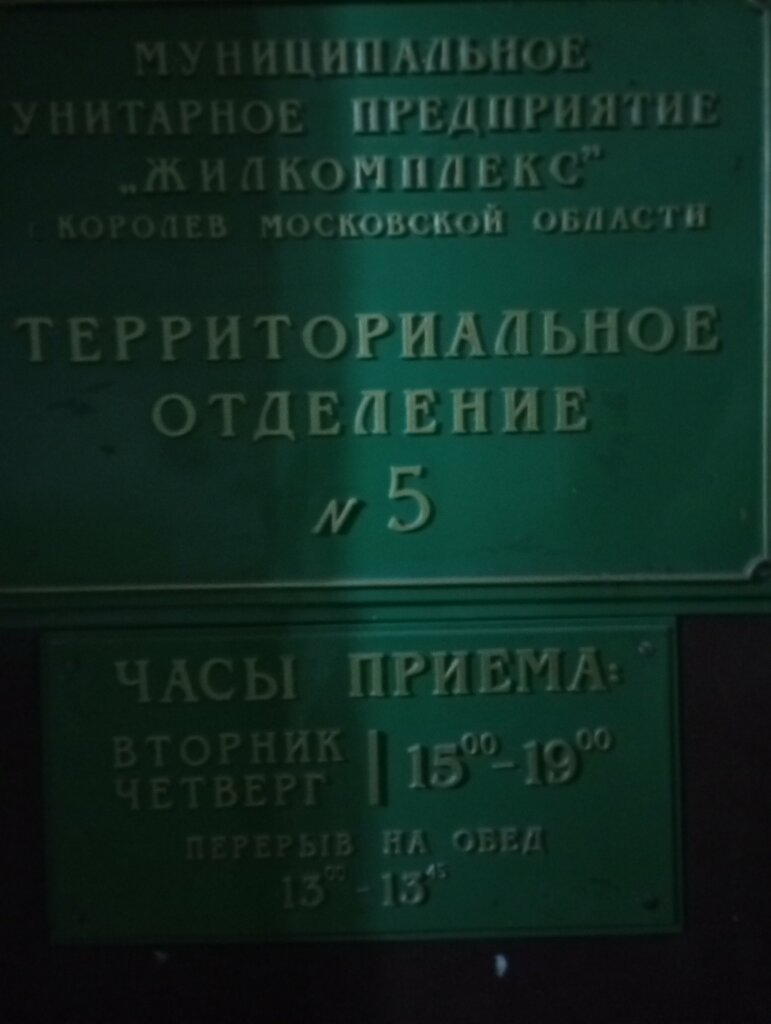 МУНИЦИПАЛЬНОЕ
УНИТАРНОЕ ПРЕДПРИЯТИЕ
„ЖИЛКОМПЛЕКС”
г. КОРОЛЕВ МОСКОВСКОЙ ОБЛАСТИ
ТЕРРИТОРИАЛЬНОЕ
ОТДЕЛЕНИЕ
N 5
ЧАСЫ ПРИЕМА:
ВТОРНИК | 15⁰⁰-19⁰⁰
ЧЕТВЕРГ
ПЕРЕРЫВ НА ОБЕД
13⁰⁰-13⁴⁵